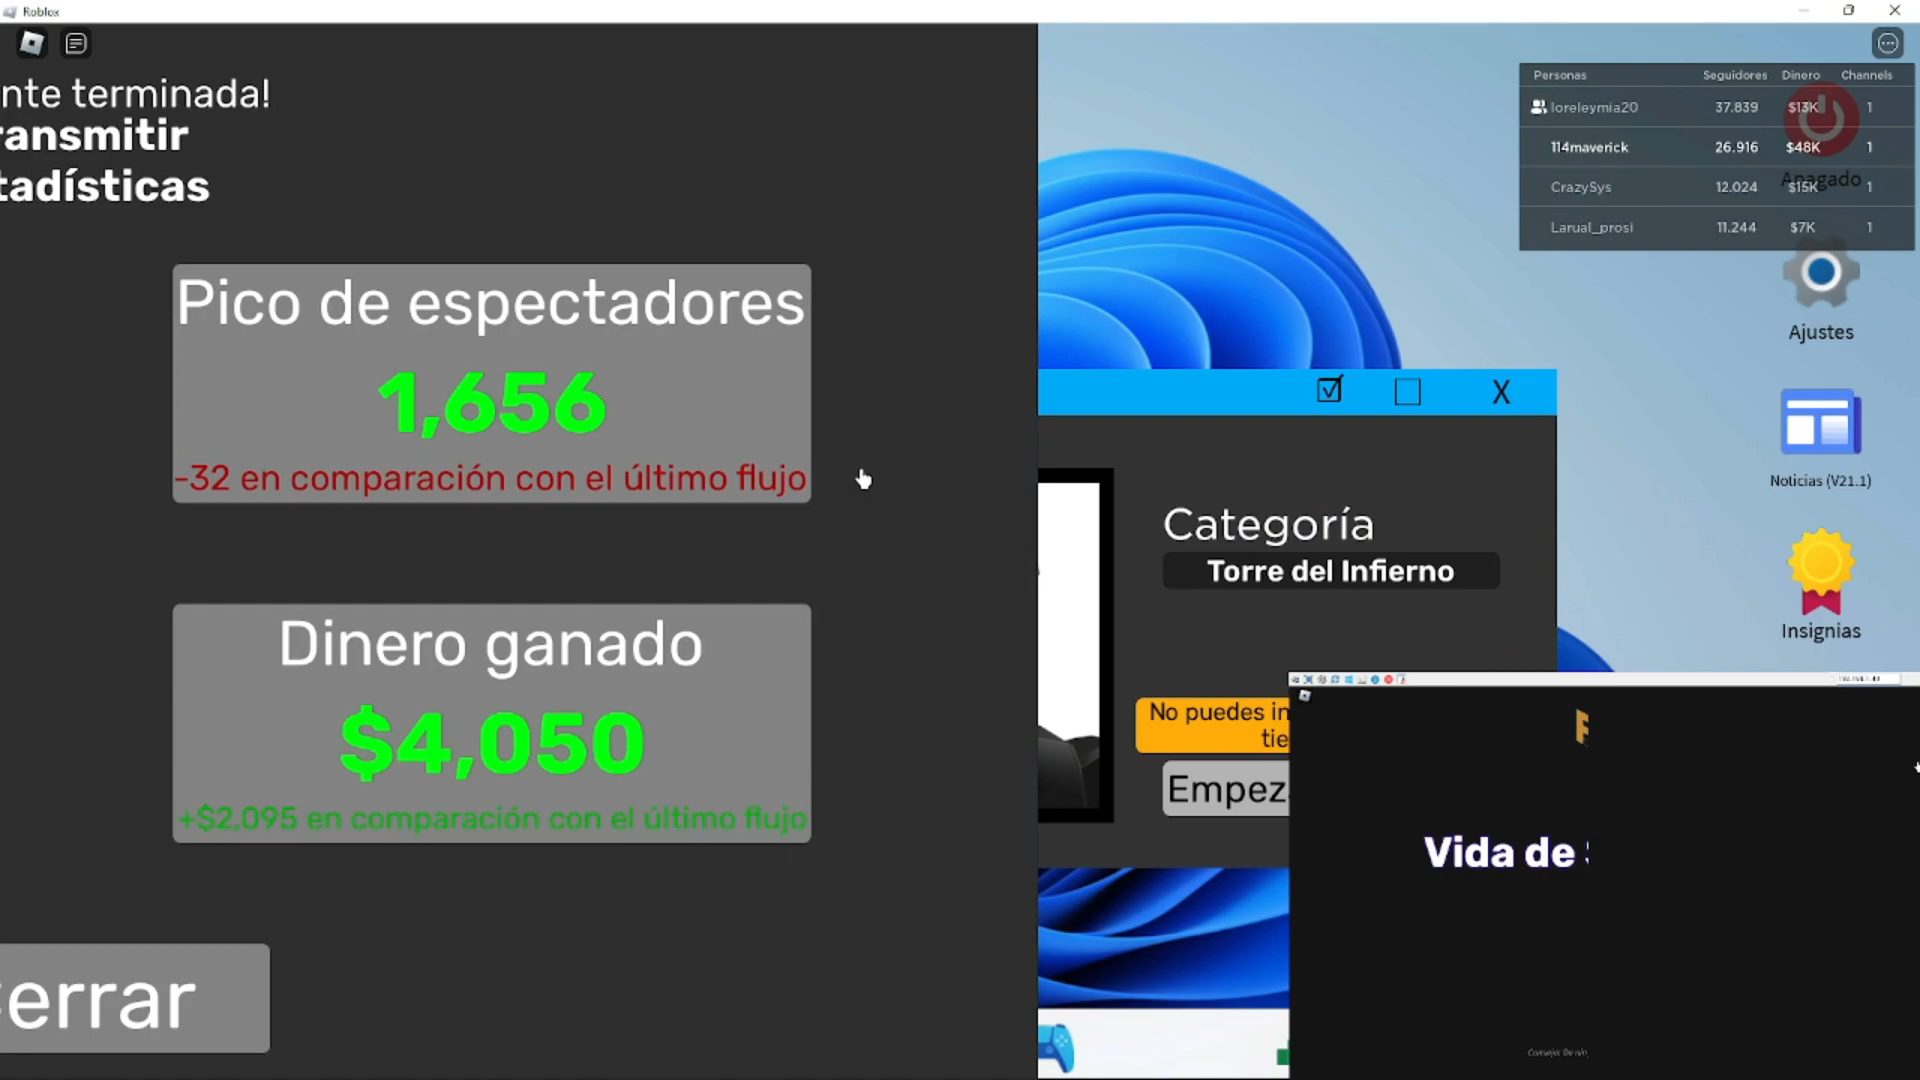 Roblox
nte terminada!
ransmitir
tadísticas
Pico de espectadores
1,656
-32 en comparación con el último flujo
Dinero ganado
$4,050
+$2,095 en comparación con el último flujo
errar
Personas Seguidores Dinero Channels
loreleymia20 37.839 $13K 1
114maverick 26.916 $48K 1
CrazySys 12.024 $15K 1
Larual_prosi 11.244 $7K 1
Apagado
Ajustes
Noticias (V21.1)
Insignias
X
Categoría
Torre del Infierno
No puedes in
tie
Empez
Vida de